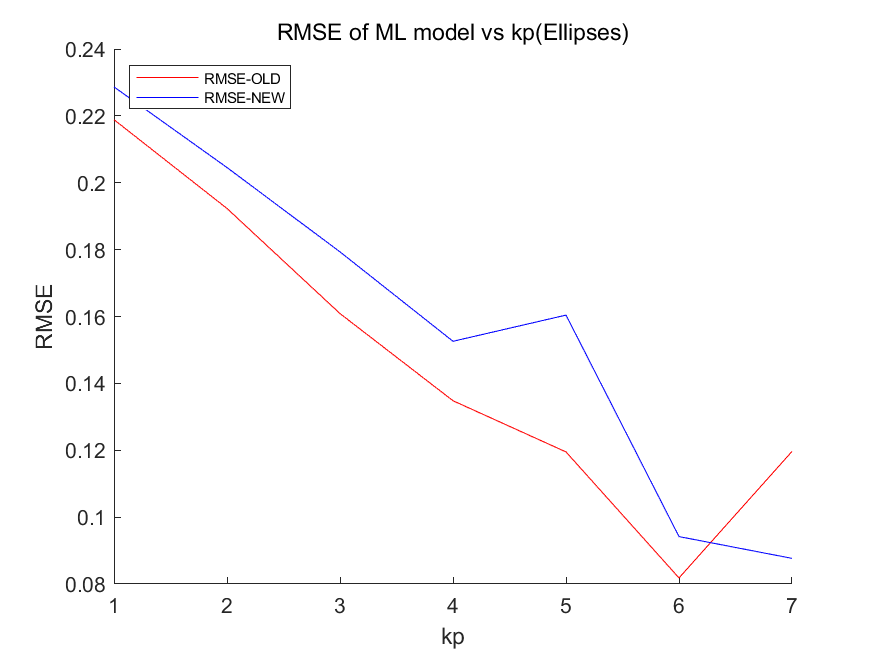 RMSE of ML model vs kp(Ellipses)
0.24
RMSE-OLD
RMSE-NEW
0.22
0.2
0.18
0.16
RMSE
0.14
0.12
0.1
0.08
1 2 3 4 5 6 7
kp